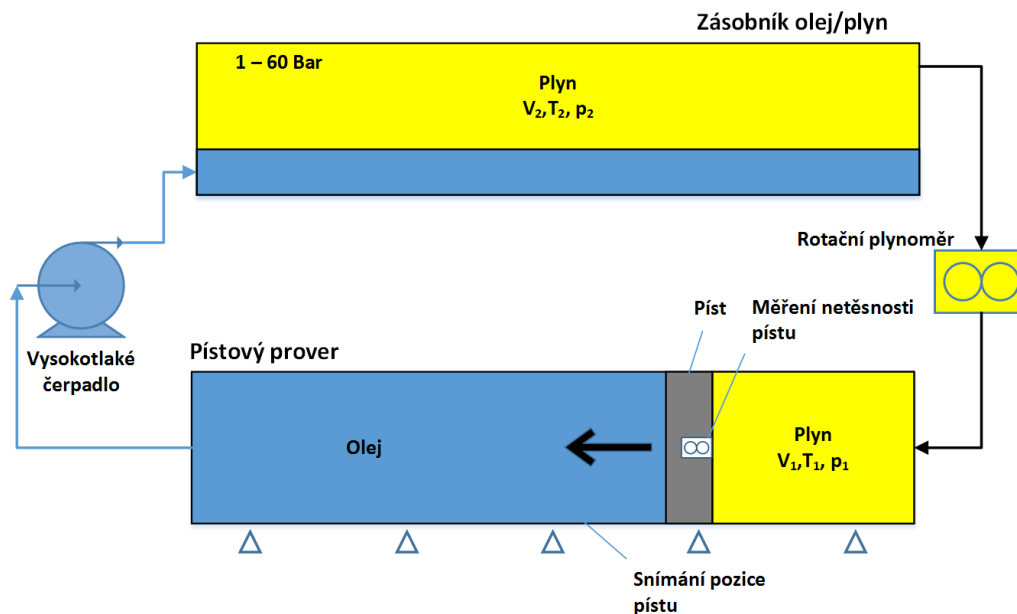 Zásobník olej/plyn
1 – 60 Bar
Plyn
V₂,T₂, p₂
Rotační plynoměr
Píst
Měření netěsnosti
pístu
Vysokotlaké
čerpadlo
Pístový prover
Olej
Plyn
V₁,T₁, p₁
Snímání pozice
pístu